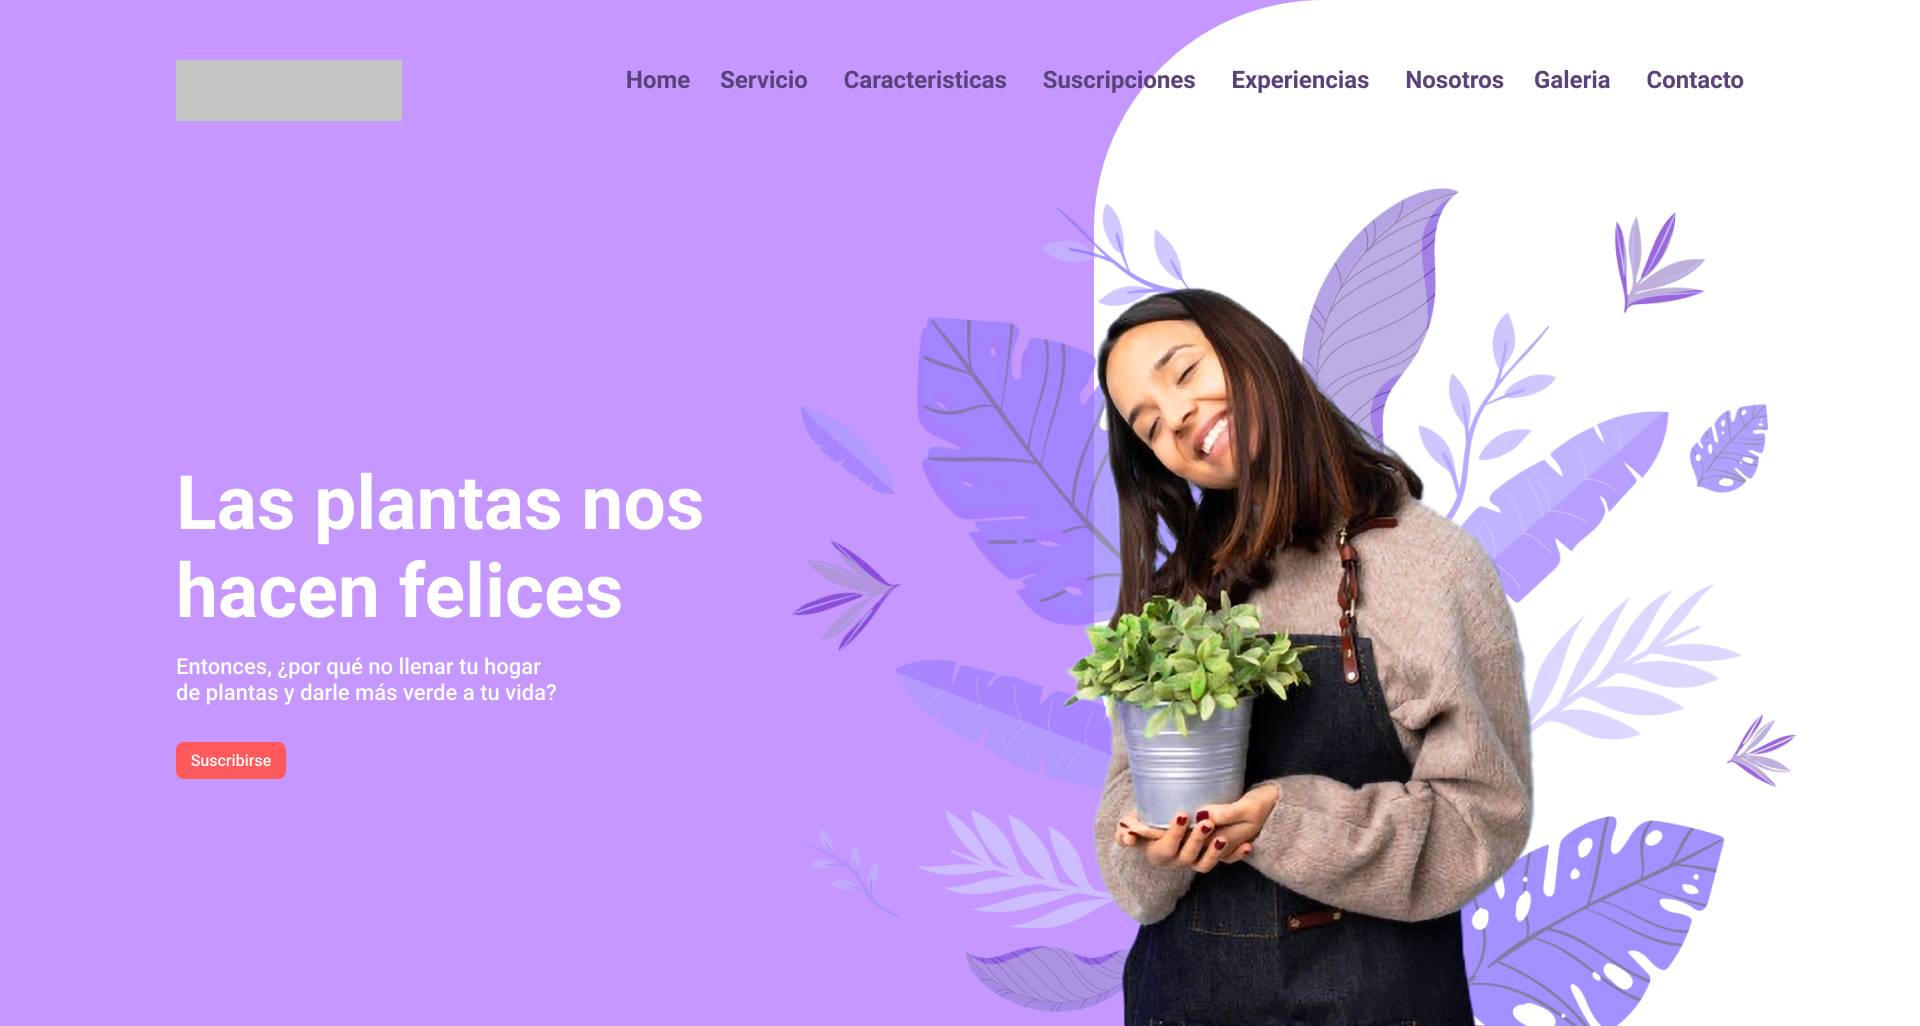 Home Servicio Caracteristicas Suscripciones Experiencias Nosotros Galeria Contacto
Las plantas nos
hacen felices
Entonces, ¿por qué no llenar tu hogar
de plantas y darle más verde a tu vida?
Suscribirse